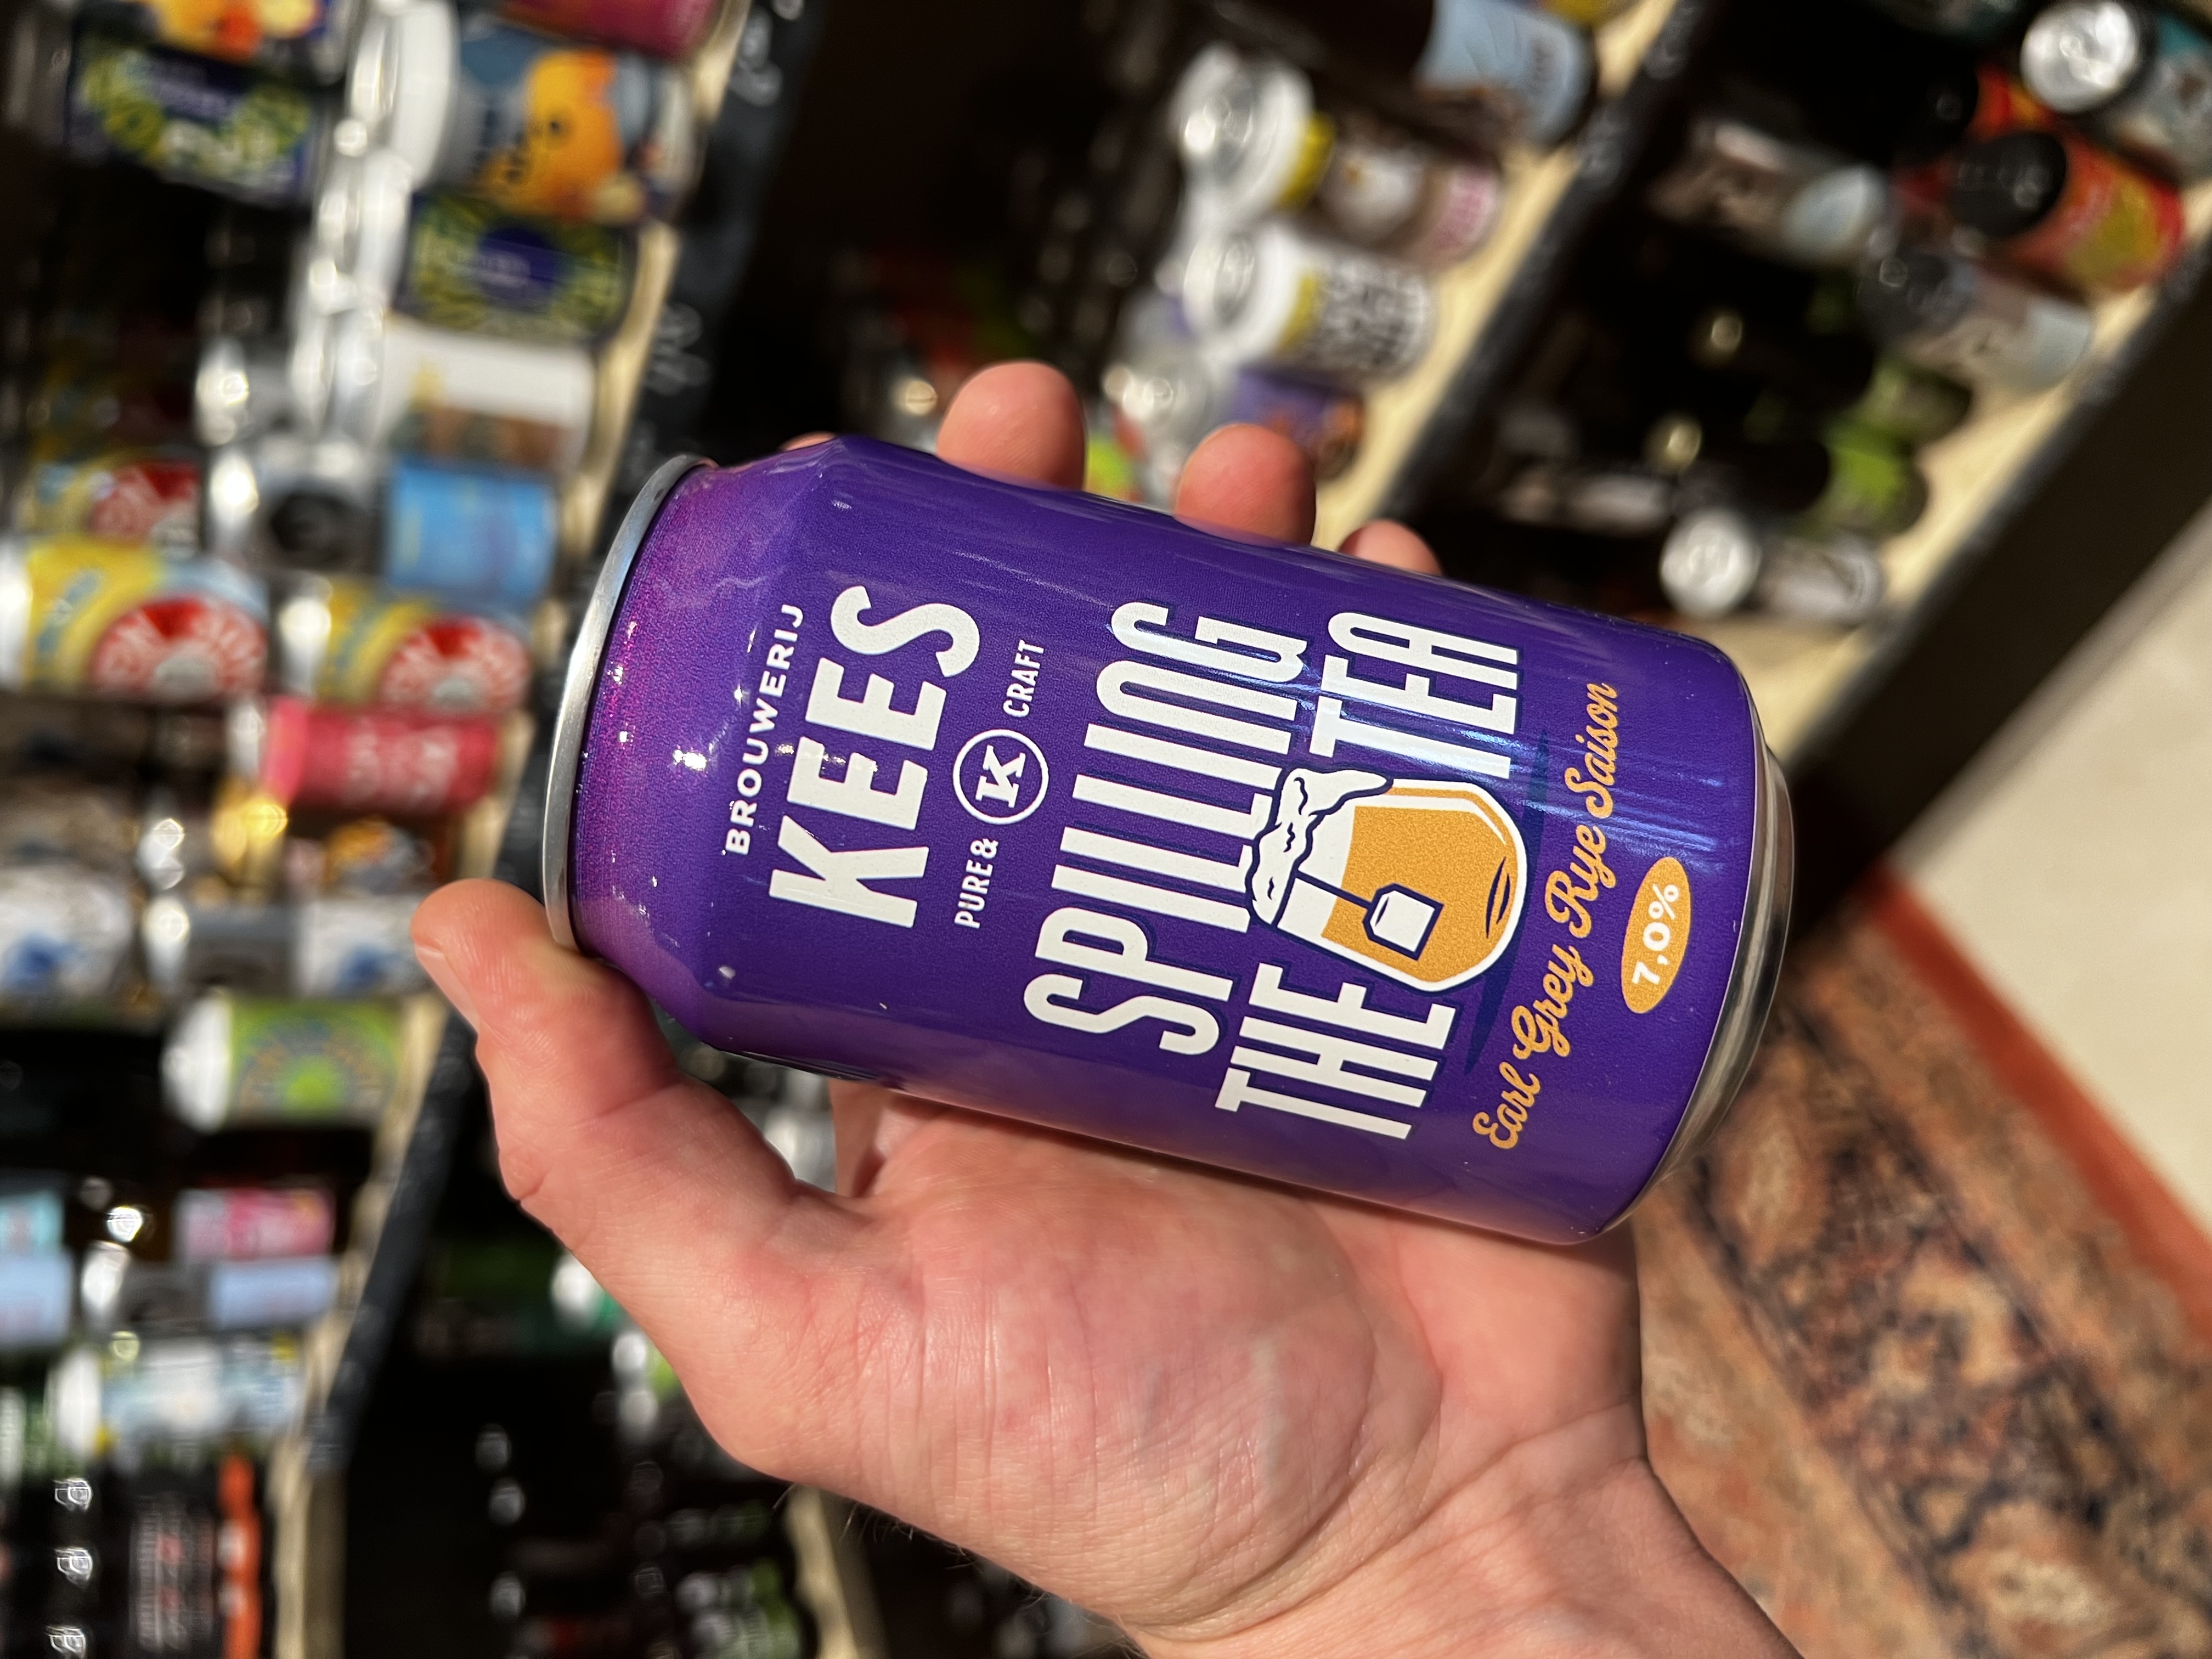 BROUWERIJ
KEES
PURE & K CRAFT
SPILLING
THE TEA
Earl Grey Rye Saison
7,0%